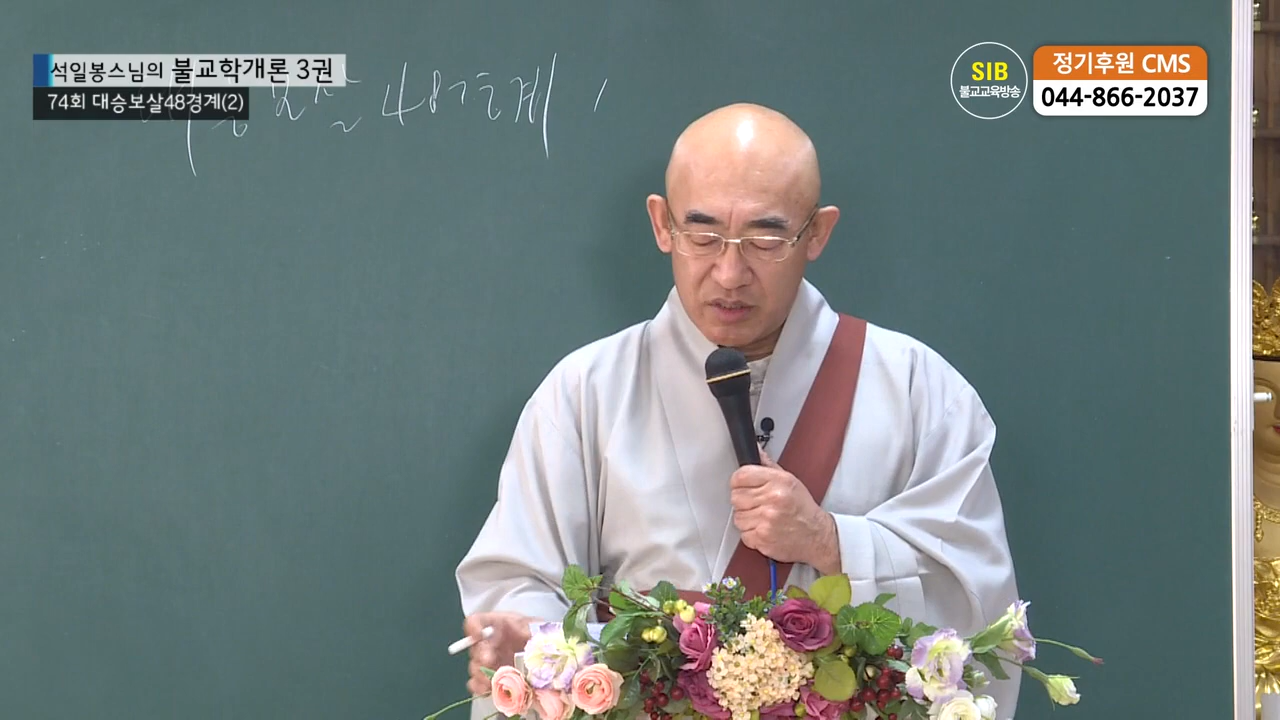 석일봉스님의 불교학개론 3권
74회 대승보살48경계(2)
보살 48경계
SIB
불교교육방송
정기후원 CMS
044-866-2037